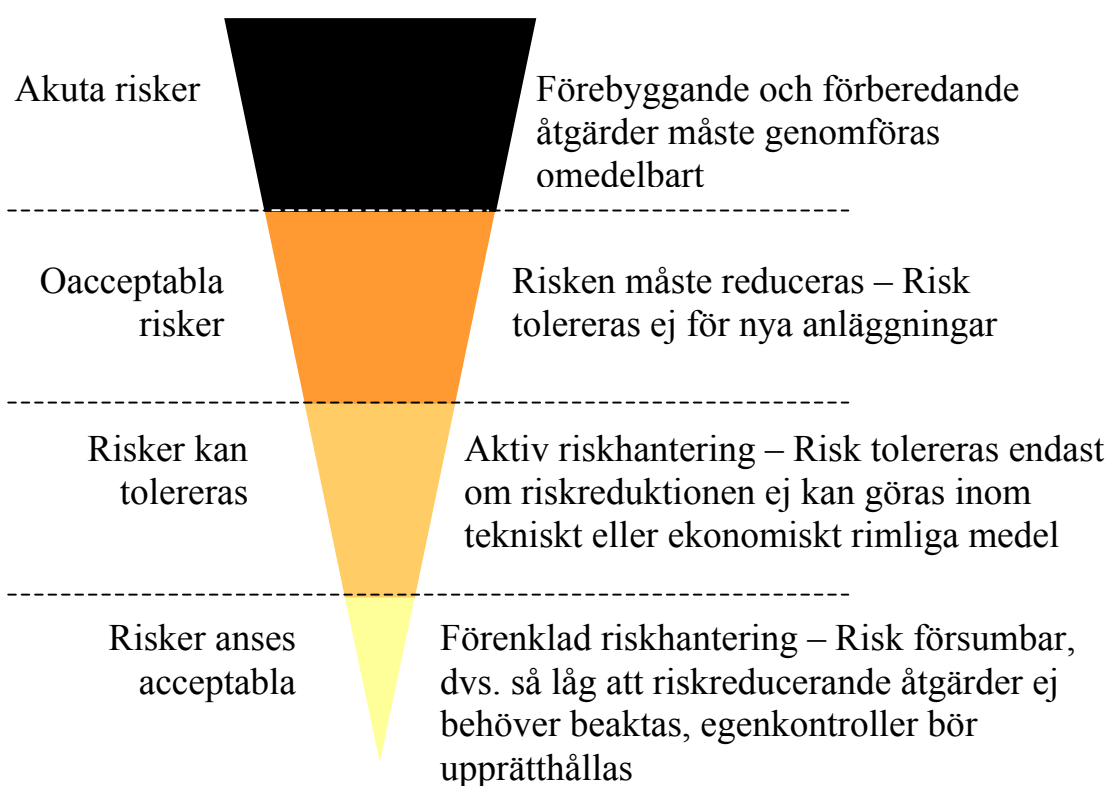 Akuta risker
Förebyggande och förberedande
åtgärder måste genomföras
omedelbart
Oacceptabla
risker
Risken måste reduceras – Risk
tolereras ej för nya anläggningar
Risker kan
tolereras
Aktiv riskhantering – Risk tolereras endast
om riskreduktionen ej kan göras inom
tekniskt eller ekonomiskt rimliga medel
Risker anses
acceptabla
Förenklad riskhantering – Risk försumbar,
dvs. så låg att riskreducerande åtgärder ej
behöver beaktas, egenkontroller bör
upprätthållas